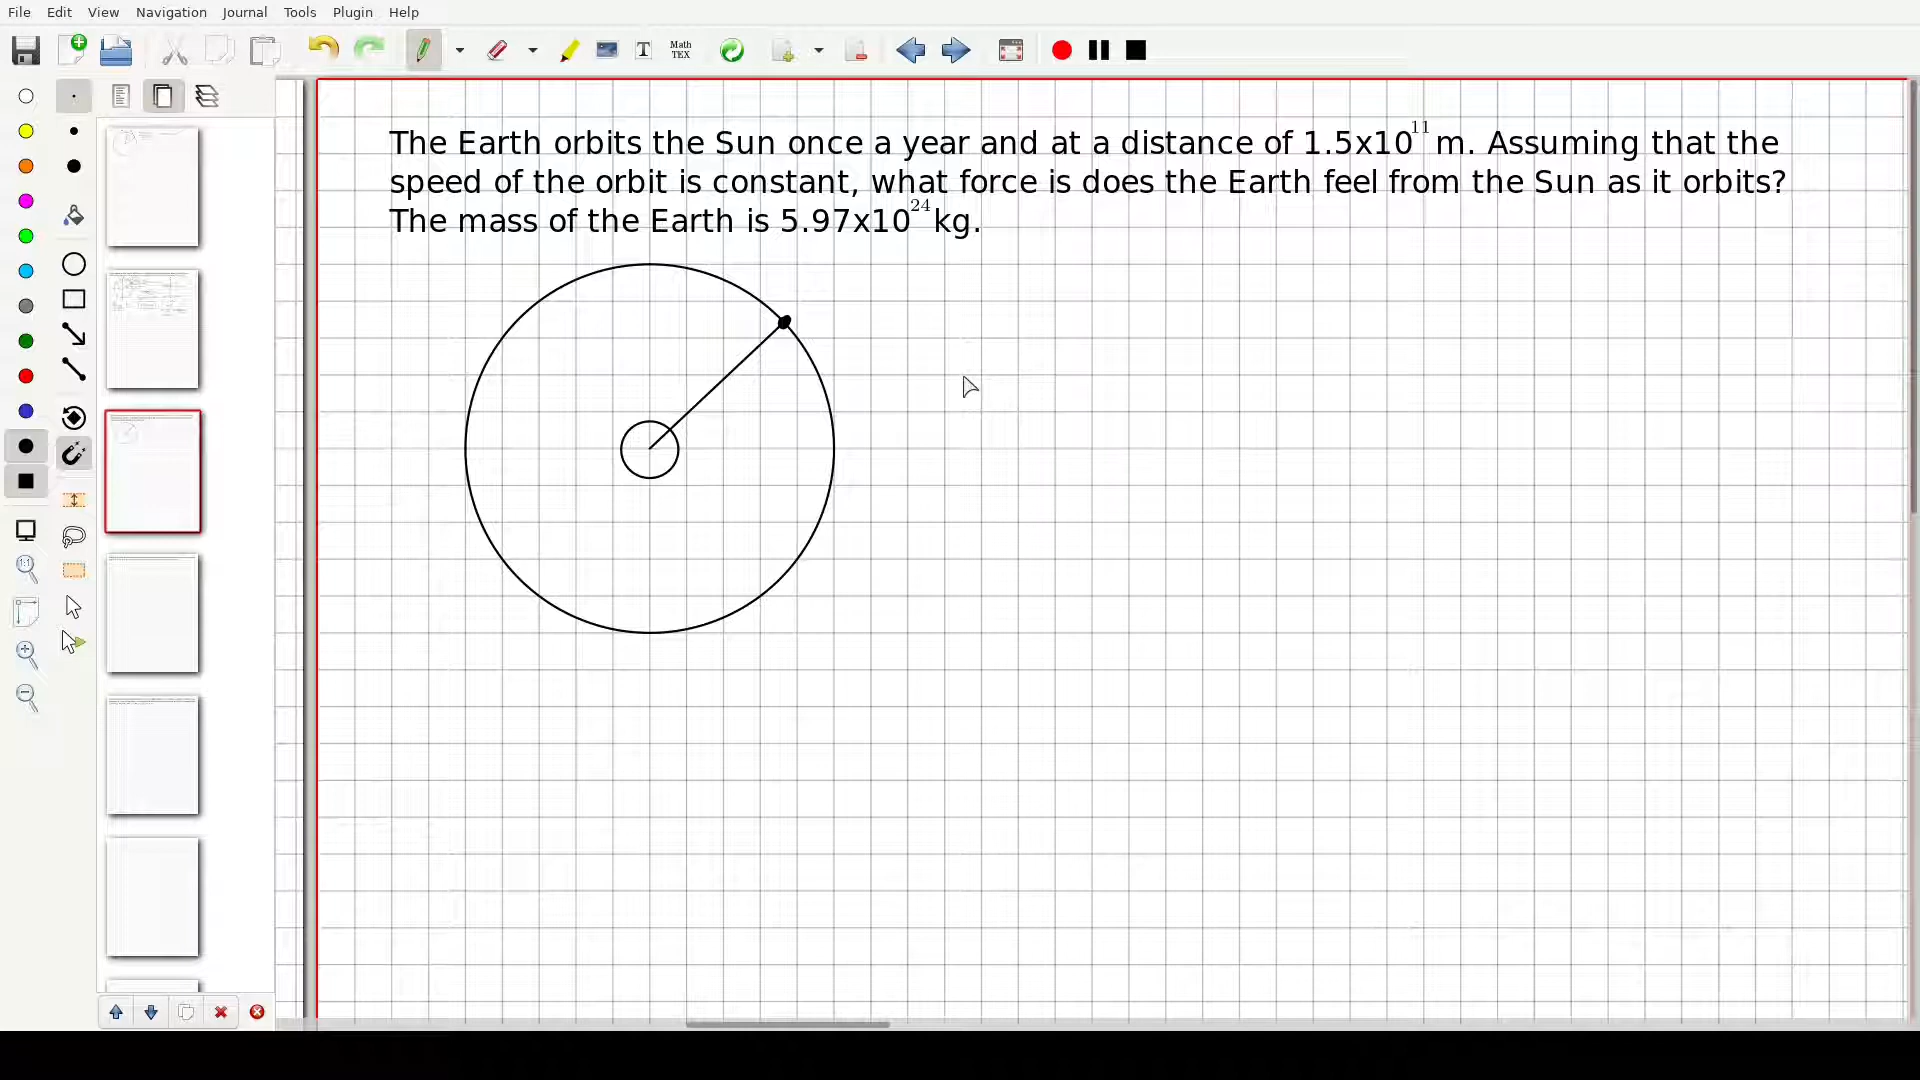 File Edit View Navigation Journal Tools Plugin Help
T Math TEX
1:1
The Earth orbits the Sun once a year and at a distance of 1.5x10¹¹ m. Assuming that the
speed of the orbit is constant, what force is does the Earth feel from the Sun as it orbits?
The mass of the Earth is 5.97x10²⁴ kg.